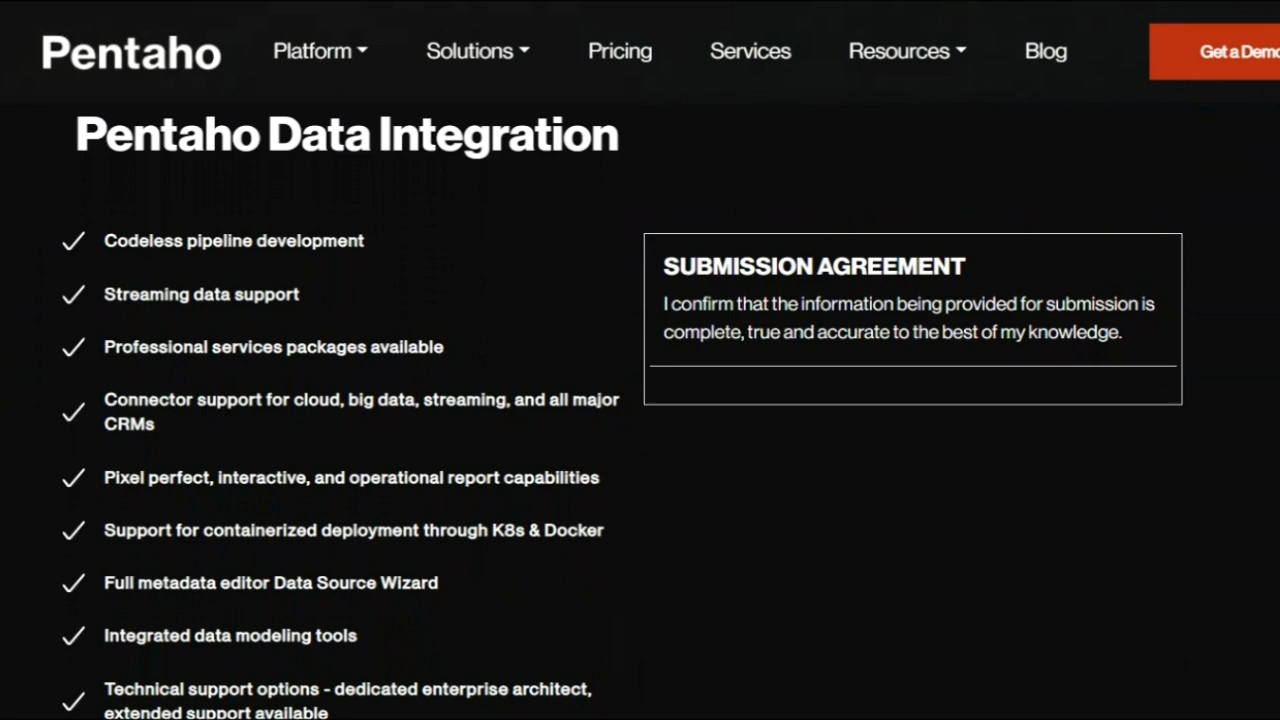 Pentaho
Platform
Solutions
Pricing
Services
Resources
Blog
Get a Demo
Pentaho Data Integration
Codeless pipeline development
Streaming data support
Professional services packages available
Connector support for cloud, big data, streaming, and all major
CRMs
Pixel perfect, interactive, and operational report capabilities
Support for containerized deployment through K8s & Docker
Full metadata editor Data Source Wizard
Integrated data modeling tools
Technical support options - dedicated enterprise architect,
extended support available
SUBMISSION AGREEMENT
I confirm that the information being provided for submission is
complete, true and accurate to the best of my knowledge.